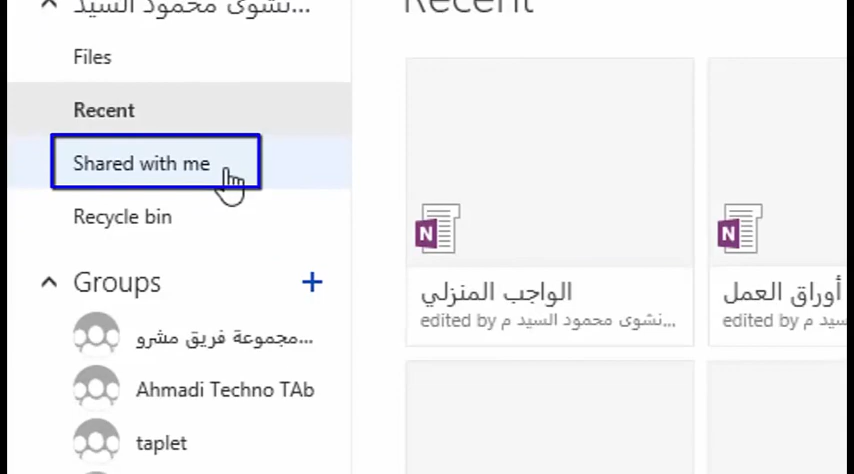 نشوى محمود السيد...
Files
Recent
Shared with me
Recycle bin
Groups
مجموعة فريق مشرو...
Ahmadi Techno TAb
taplet
Recent
N
الواجب المنزلي
edited by نشوى محمود السيد م...
N
أوراق العمل
edited by السيد م